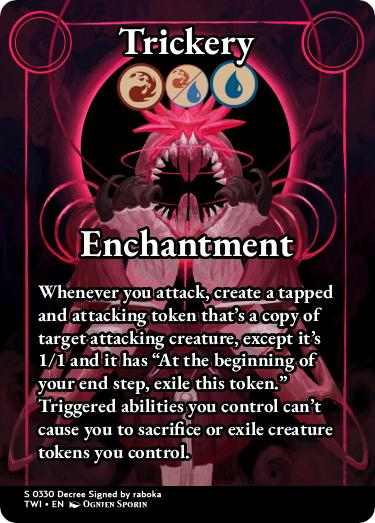 Trickery
Enchantment
Whenever you attack, create a tapped
and attacking token that's a copy of
target attacking creature, except it's
1/1 and it has “At the beginning of
your end step, exile this token.”
Triggered abilities you control can't
cause you to sacrifice or exile creature
tokens you control.
S 0330 Decree Signed by raboka
TWI • EN Ognjen Sporin